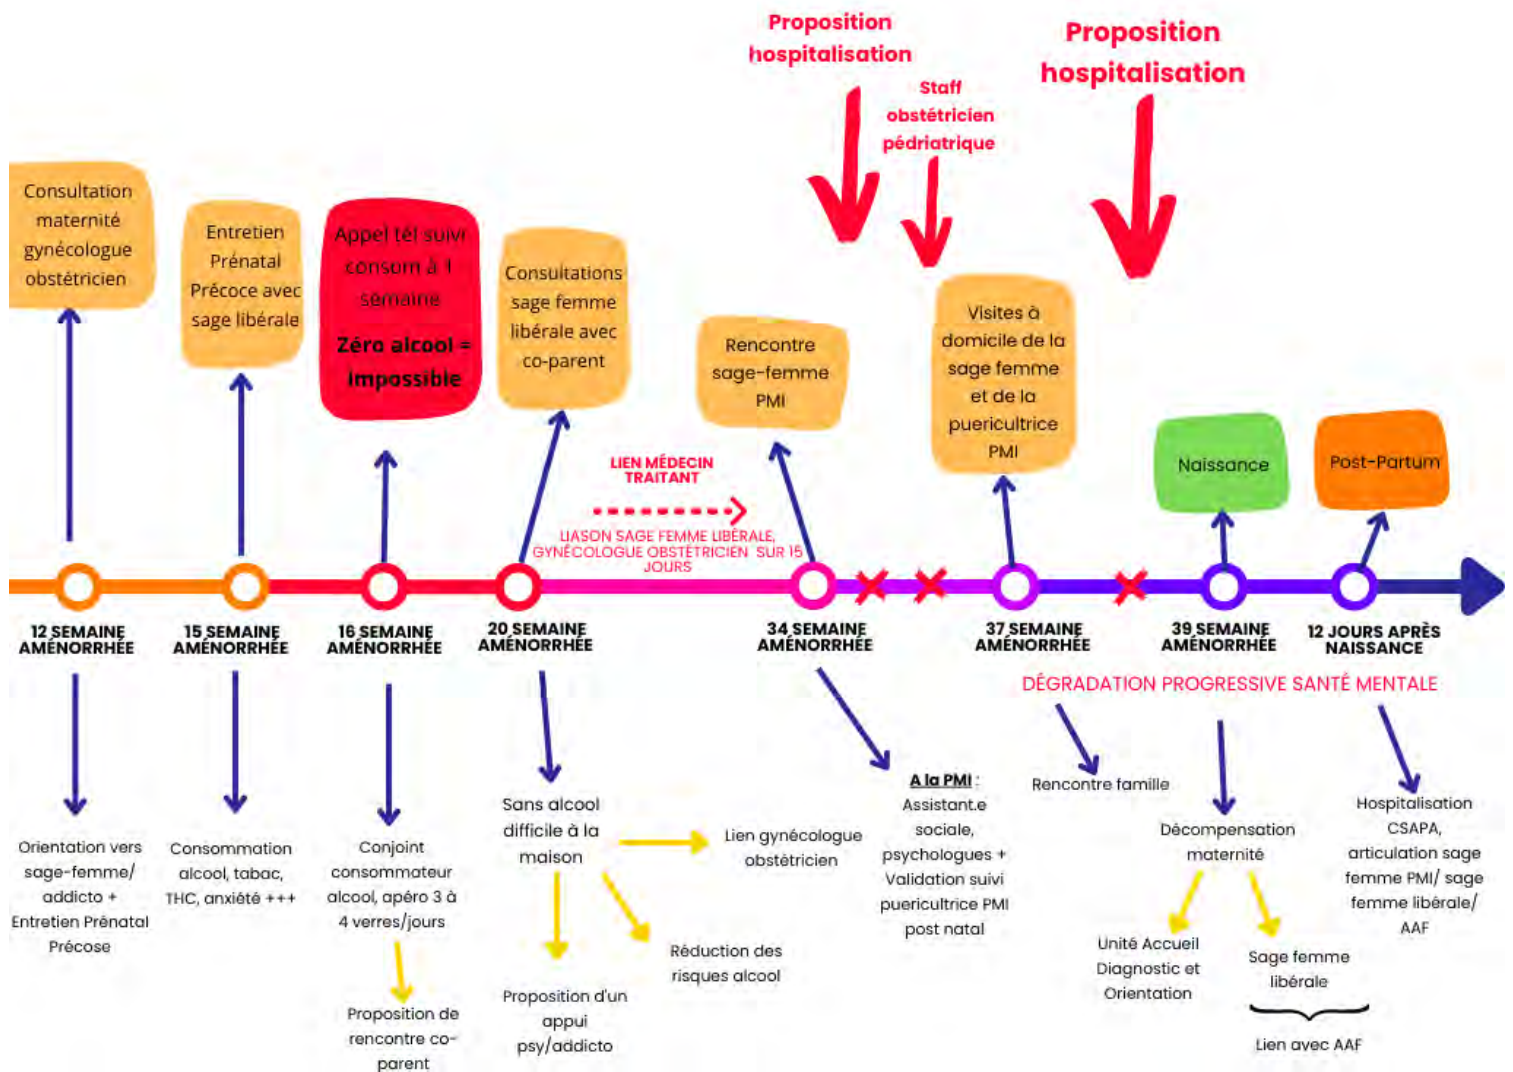 Proposition
hospitalisation
Staff
obstétricien
pédriatrique
Proposition
hospitalisation
Consultation
maternité
gynécologue
obstétricien
Entretien
Prénatal
Précoce avec
sage libérale
Appel tél suivi
consom à 1
semaine
Zéro alcool =
Impossible
Consultations
sage femme
libérale avec
co-parent
Rencontre
sage-femme
PMI
Visites à
domicile de la
sage femme
et de la
puericultrice
PMI
Naissance
Post-Partum
LIEN MÉDECIN
TRAITANT
LIASON SAGE FEMME LIBÉRALE,
GYNÉCOLOGUE OBSTÉTRICIEN SUR 15
JOURS
12 SEMAINE
AMÉNORRHÉE
15 SEMAINE
AMÉNORRHÉE
16 SEMAINE
AMÉNORRHÉE
20 SEMAINE
AMÉNORRHÉE
34 SEMAINE
AMÉNORRHÉE
37 SEMAINE
AMÉNORRHÉE
39 SEMAINE
AMÉNORRHÉE
12 JOURS APRÈS
NAISSANCE
DÉGRADATION PROGRESSIVE SANTÉ MENTALE
Orientation vers
sage-femme/
addicto +
Entretien Prénatal
Précose
Consommation
alcool, tabac,
THC, anxiété +++
Conjoint
consommateur
alcool, apéro 3 à
4 verres/jours
Proposition de
rencontre co-
parent
Sans alcool
difficile à la
maison
Lien gynécologue
obstétricien
Réduction des
risques alcool
Proposition d'un
appui
psy/addicto
A la PMI :
Assistant.e
sociale,
psychologues +
Validation suivi
puericultrice PMI
post natal
Rencontre famille
Décompensation
maternité
Unité Accueil
Diagnostic et
Orientation
Sage femme
libérale
Lien avec AAF
Hospitalisation
CSAPA,
articulation sage
femme PMI/ sage
femme libérale/
AAF